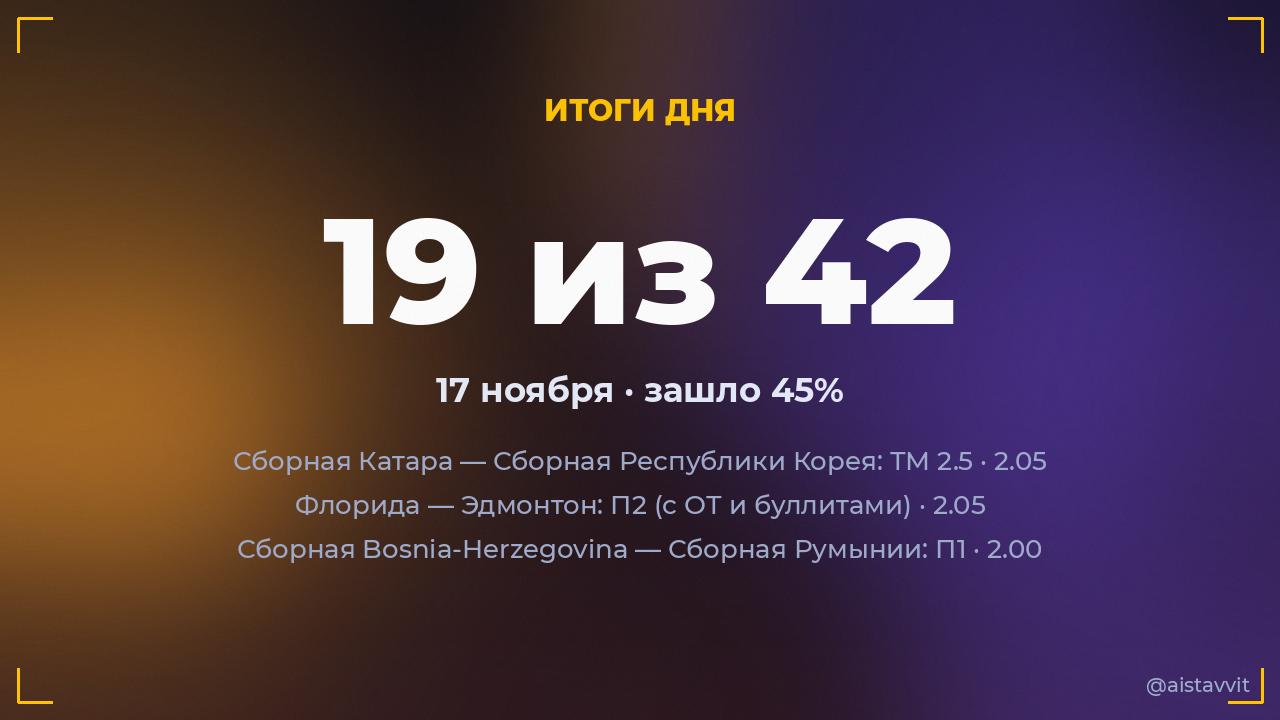 ИТОГИ ДНЯ
19 из 42
17 ноября · зашло 45%
Сборная Катара — Сборная Республики Корея: ТМ 2.5 · 2.05
Флорида — Эдмонтон: П2 (с ОТ и буллитами) · 2.05
Сборная Bosnia-Herzegovina — Сборная Румынии: П1 · 2.00
@aistavvit